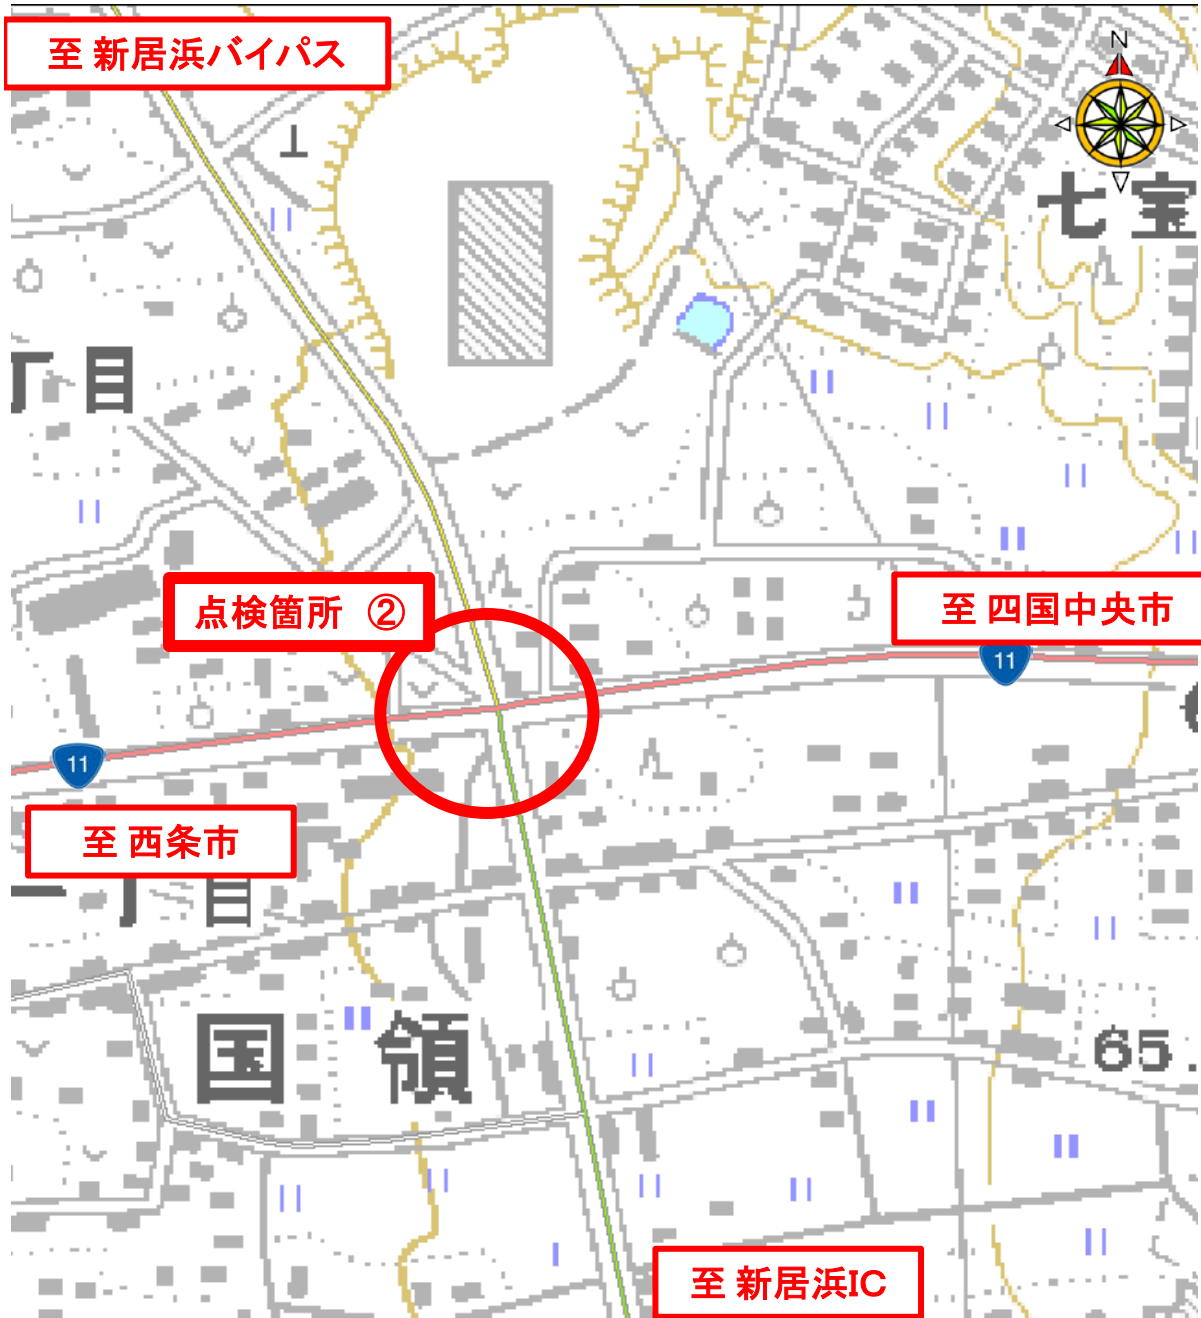 至 新居浜バイパス
N
七宝
丁目
点検箇所 ②
至 四国中央市
11
11
至 西条市
一丁目
国領
65.
至 新居浜IC